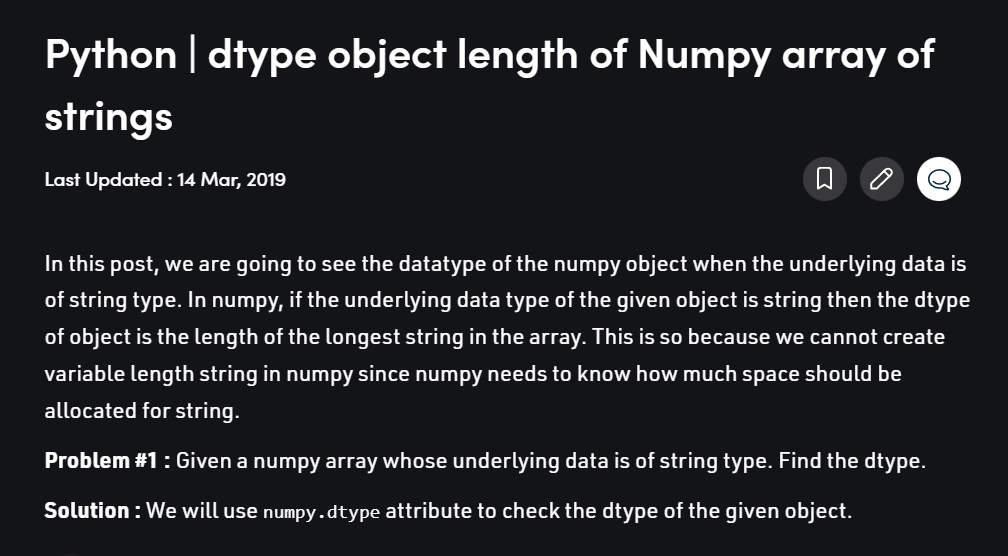 Python | dtype object length of Numpy array of
strings
Last Updated : 14 Mar, 2019
In this post, we are going to see the datatype of the numpy object when the underlying data is
of string type. In numpy, if the underlying data type of the given object is string then the dtype
of object is the length of the longest string in the array. This is so because we cannot create
variable length string in numpy since numpy needs to know how much space should be
allocated for string.
Problem #1 : Given a numpy array whose underlying data is of string type. Find the dtype.
Solution : We will use numpy.dtype attribute to check the dtype of the given object.